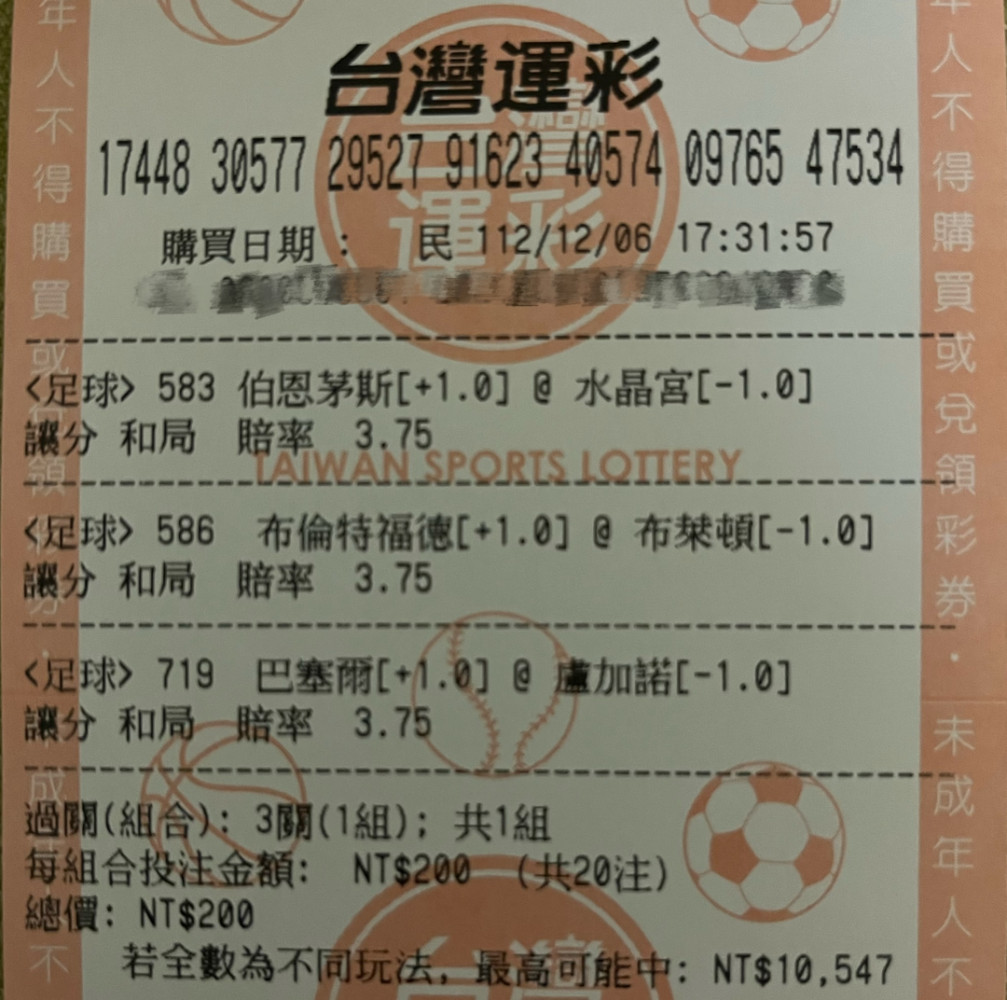 台灣運彩
17448 30577 29527 91623 40574 09765 47534
購買日期： 民 112/12/06 17:31:57
<足球> 583 伯恩茅斯[+1.0] @ 水晶宮[-1.0]
讓分 和局 賠率 3.75
TAIWAN SPORTS LOTTERY
<足球> 586 布倫特福德[+1.0] @ 布萊頓[-1.0]
讓分 和局 賠率 3.75
<足球> 719 巴塞爾[+1.0] @ 盧加諾[-1.0]
讓分 和局 賠率 3.75
過關(組合): 3關(1組); 共1組
每組合投注金額: NT$200 (共20注)
總價: NT$200
若全數為不同玩法, 最高可能中: NT$10,547
年人不得購買或兌領彩券・未成年人不
台灣運彩